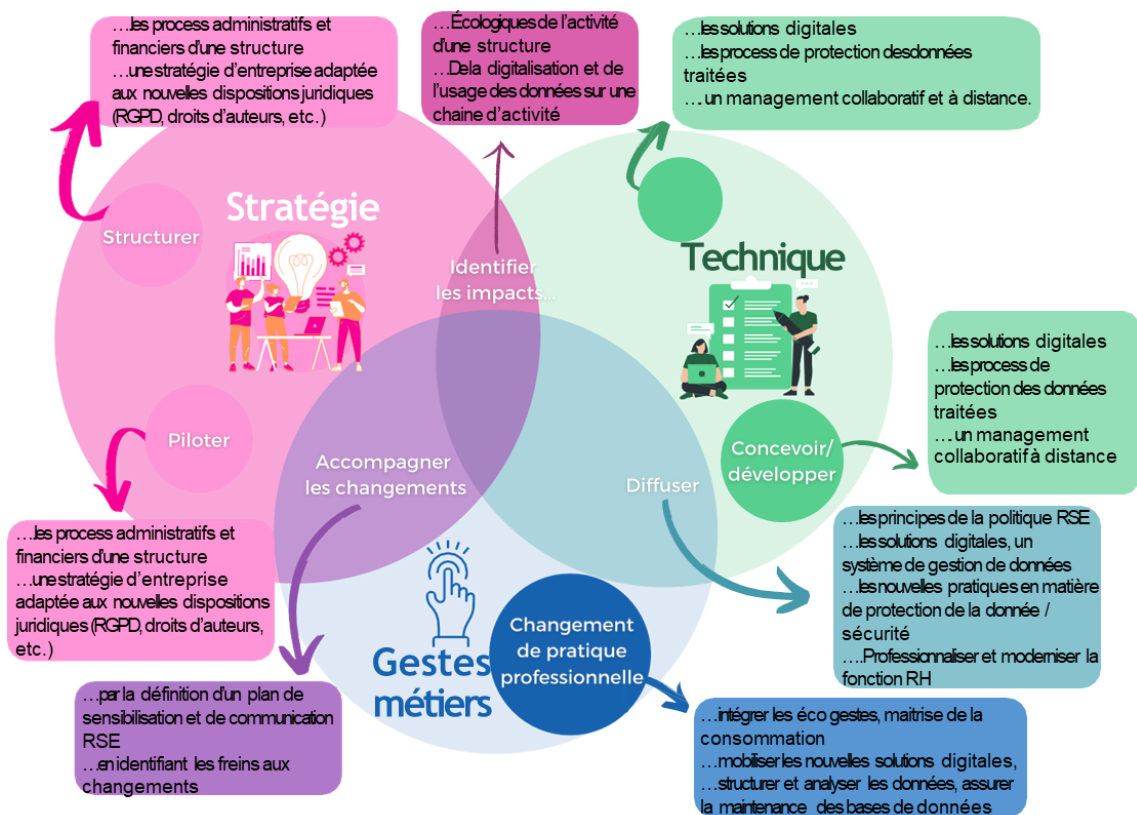 …les process administratifs et
financiers d'une structure
…une stratégie d'entreprise adaptée
aux nouvelles dispositions juridiques
(RGPD, droits d'auteurs, etc.)
…Écologiques de l'activité
d'une structure
…De la digitalisation et de
l'usage des données sur une
chaine d'activité
…les solutions digitales
…les process de protection des données
traitées
…. un management collaboratif et à distance.
Stratégie
Structurer
Identifier
les impacts...
Technique
Piloter
Accompagner
les changements
Diffuser
Concevoir/
développer
…les solutions digitales
…les process de
protection des données
traitées
…. un management
collaboratif à distance
…les process administratifs et
financiers d'une structure
…une stratégie d'entreprise
adaptée aux nouvelles dispositions
juridiques (RGPD, droits d'auteurs,
etc.)
…les principes de la politique RSE
…les solutions digitales, un
système de gestion de données
…les nouvelles pratiques en matière
de protection de la donnée /
sécurité
….Professionnaliser et moderniser la
fonction RH
Gestes
métiers
Changement
de pratique
professionnelle
…par la définition d'un plan de
sensibilisation et de communication
RSE
…en identifiant les freins aux
changements
…intégrer les éco gestes, maitrise de la
consommation
…mobiliser les nouvelles solutions digitales,
…structurer et analyser les données, assurer
la maintenance des bases de données